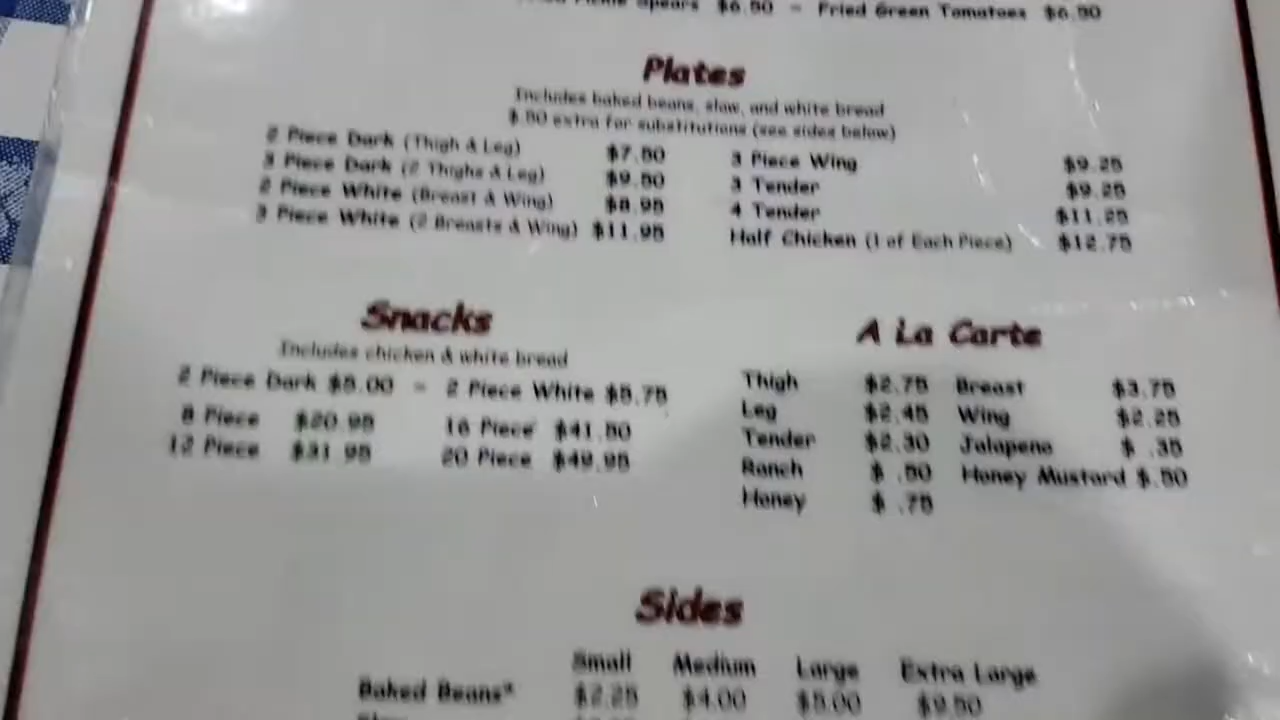 Fried Pickle Spears $6.50 - Fried Green Tomatoes $6.50
Plates
Includes baked beans, slaw, and white bread
$.50 extra for substitutions (see sides below)
2 Piece Dark (Thigh & Leg) $7.50 3 Piece Wing $9.25
3 Piece Dark (2 Thighs & Leg) $9.50 3 Tender $9.25
2 Piece White (Breast & Wing) $8.95 4 Tender $11.25
3 Piece White (2 Breasts & Wing) $11.95 Half Chicken (1 of Each Piece) $12.75
Snacks
Includes chicken & white bread
2 Piece Dark $5.00 - 2 Piece White $5.75
8 Piece $20.95 16 Piece $41.50
12 Piece $31.95 20 Piece $49.95
A La Carte
Thigh $2.75 Breast $3.75
Leg $2.45 Wing $2.25
Tender $2.30 Jalapeno $ .35
Ranch $ .50 Honey Mustard $.50
Honey $ .75
Sides
Small Medium Large Extra Large
Baked Beans* $2.25 $4.00 $5.00 $9.50